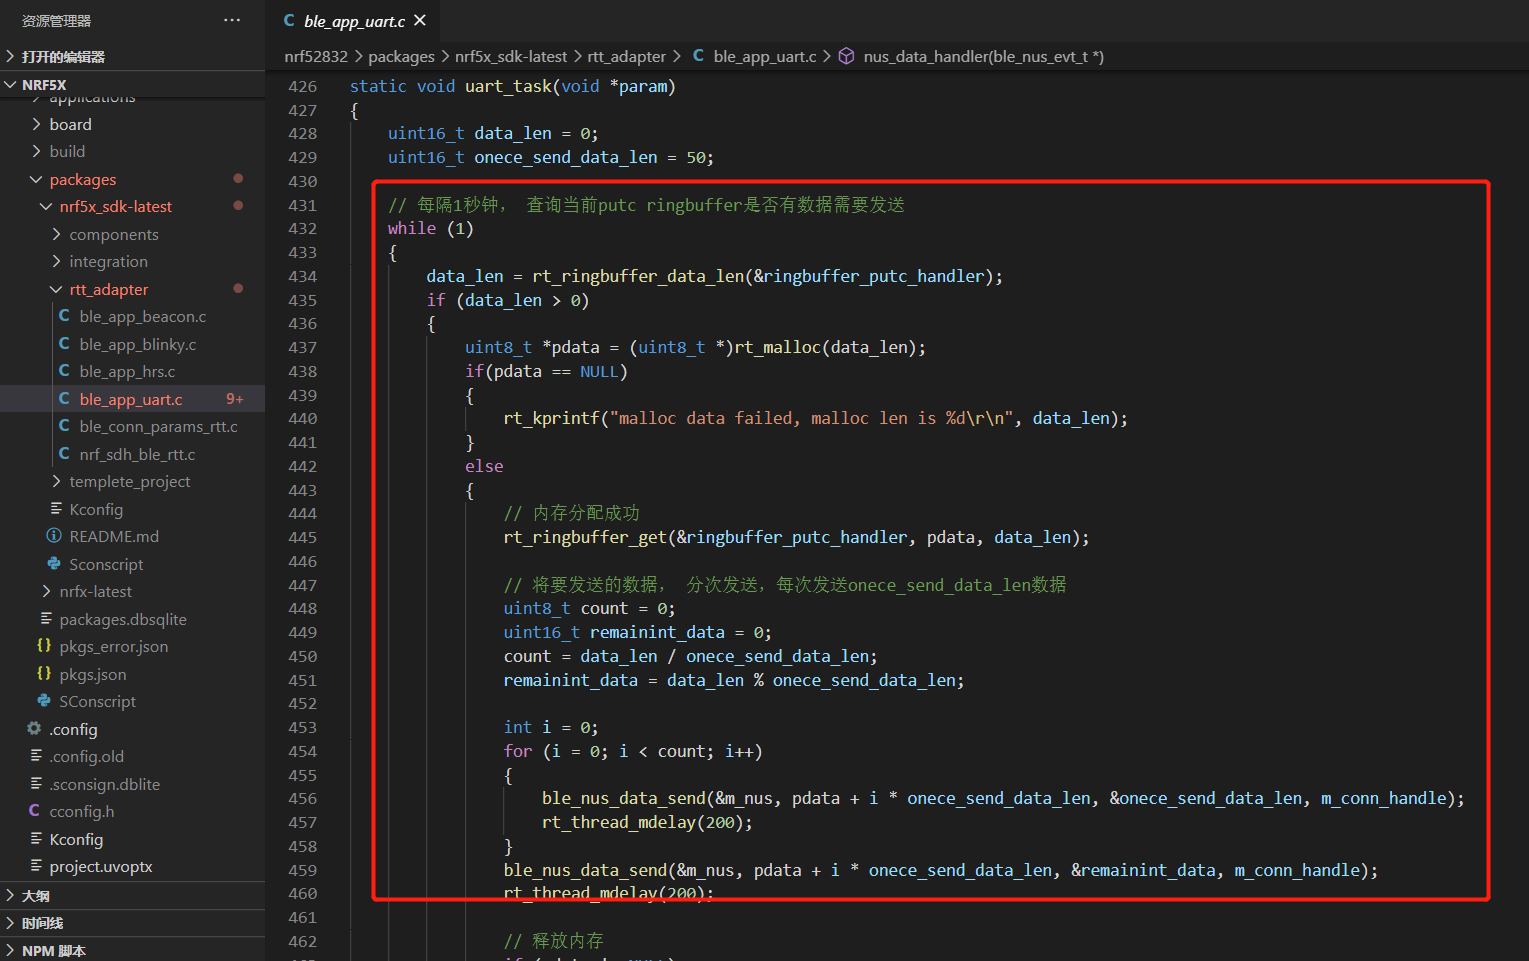 资源管理器 ···
打开的编辑器
NRF5X
applications
board
build
packages
nrf5x_sdk-latest
components
integration
rtt_adapter
C ble_app_beacon.c
C ble_app_blinky.c
C ble_app_hrs.c
C ble_app_uart.c 9+
C ble_conn_params_rtt.c
C nrf_sdh_ble_rtt.c
templete_project
Kconfig
README.md
Sconscript
nrfx-latest
packages.dbsqlite
{} pkgs_error.json
{} pkgs.json
SConscript
.config
.config.old
.sconsign.dblite
C cconfig.h
Kconfig
project.uvoptx
大纲
时间线
NPM 脚本
C ble_app_uart.c ×
nrf52832 > packages > nrf5x_sdk-latest > rtt_adapter > C ble_app_uart.c > nus_data_handler(ble_nus_evt_t *)
426 static void uart_task(void *param)
427 {
428 uint16_t data_len = 0;
429 uint16_t onece_send_data_len = 50;
430
431 // 每隔1秒钟， 查询当前putc ringbuffer是否有数据需要发送
432 while (1)
433 {
434 data_len = rt_ringbuffer_data_len(&ringbuffer_putc_handler);
435 if (data_len > 0)
436 {
437 uint8_t *pdata = (uint8_t *)rt_malloc(data_len);
438 if(pdata == NULL)
439 {
440 rt_kprintf("malloc data failed, malloc len is %d\r\n", data_len);
441 }
442 else
443 {
444 // 内存分配成功
445 rt_ringbuffer_get(&ringbuffer_putc_handler, pdata, data_len);
446
447 // 将要发送的数据， 分次发送，每次发送onece_send_data_len数据
448 uint8_t count = 0;
449 uint16_t remainint_data = 0;
450 count = data_len / onece_send_data_len;
451 remainint_data = data_len % onece_send_data_len;
452
453 int i = 0;
454 for (i = 0; i < count; i++)
455 {
456 ble_nus_data_send(&m_nus, pdata + i * onece_send_data_len, &onece_send_data_len, m_conn_handle);
457 rt_thread_mdelay(200);
458 }
459 ble_nus_data_send(&m_nus, pdata + i * onece_send_data_len, &remainint_data, m_conn_handle);
460 rt_thread_mdelay(200);
461
462 // 释放内存